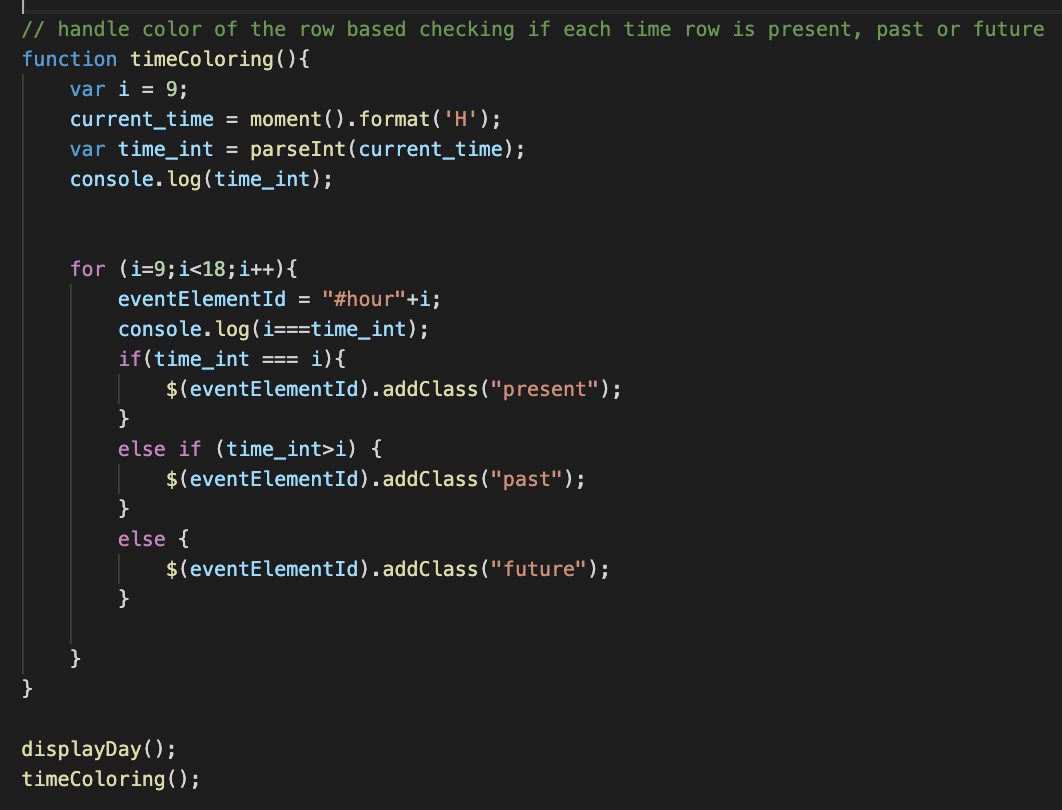 // handle color of the row based checking if each time row is present, past or future
function timeColoring(){
    var i = 9;
    current_time = moment().format('H');
    var time_int = parseInt(current_time);
    console.log(time_int);
    for (i=9;i<18;i++){
        eventElementId = "#hour"+i;
        console.log(i===time_int);
        if(time_int === i){
            $(eventElementId).addClass("present");
        }
        else if (time_int>i) {
            $(eventElementId).addClass("past");
        }
        else {
            $(eventElementId).addClass("future");
        }
    }
}
displayDay();
timeColoring();